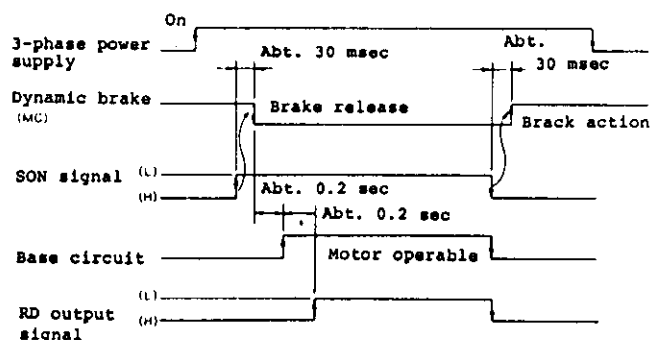 On
3-phase power
supply
Abt.
Abt. 30 msec
30 msec
Dynamic brake
(MC)
Brake release
Brack action
SON signal
(L)
(H)
Abt. 0.2 sec
Abt. 0.2 sec
Base circuit
Motor operable
RD output
signal
(L)
(H)